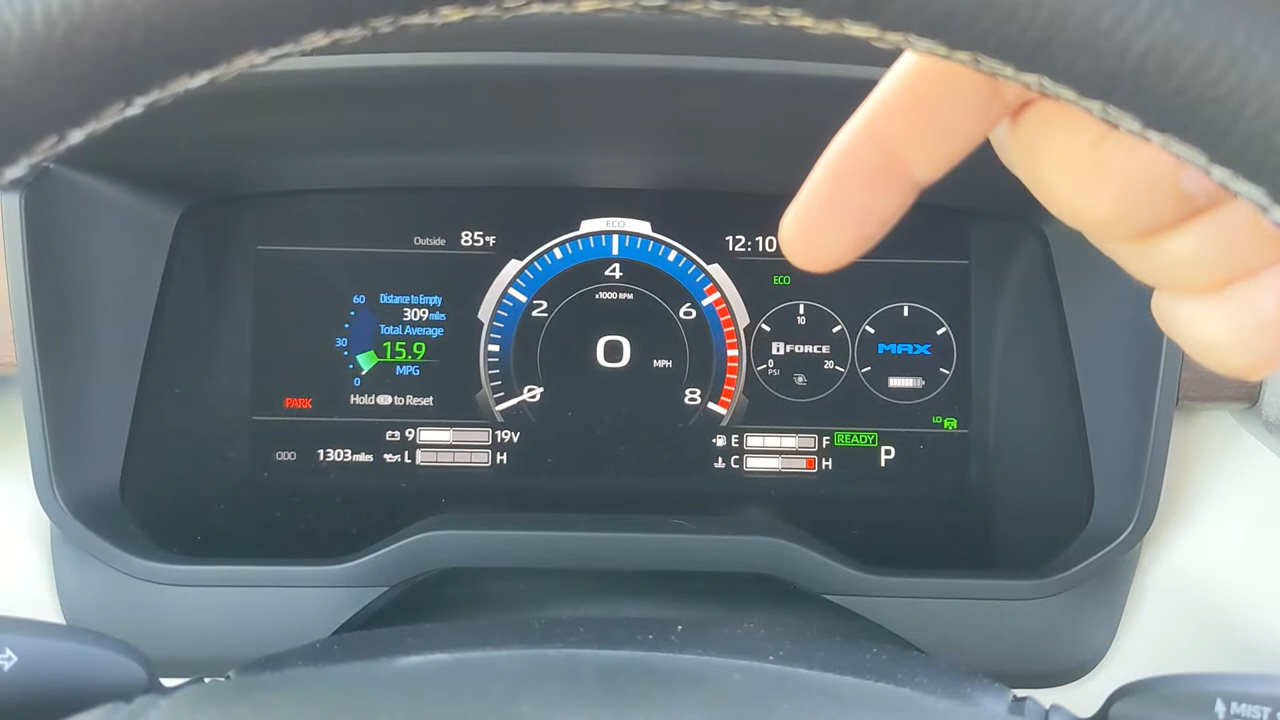 Outside 85°F
ECO
12:10
60
Distance to Empty
309 miles
Total Average
30
15.9
MPG
0
PARK
Hold OK to Reset
4
x1000 RPM
2
6
0
MPH
0
8
ECO
10
iFORCE
0
PSI
20
MAX
LO
9 19V
E F READY
ODO 1303 miles
L H
C H
P
MIST